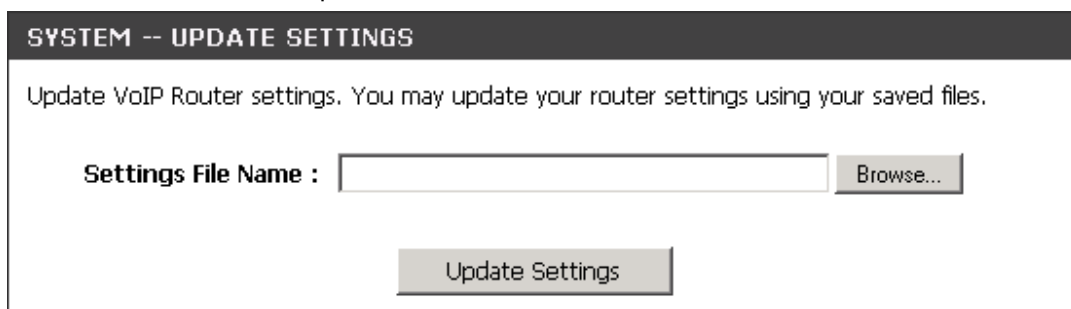 SYSTEM -- UPDATE SETTINGS
Update VoIP Router settings. You may update your router settings using your saved files.
Settings File Name :
Browse...
Update Settings